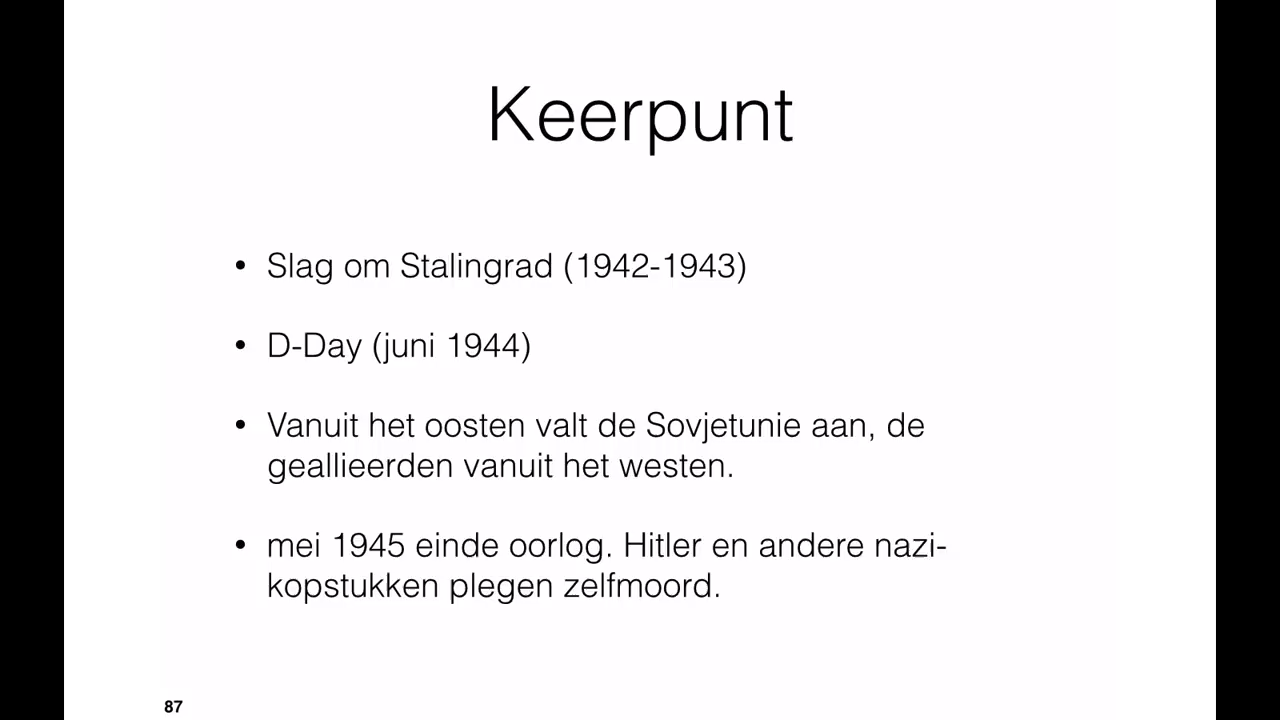 Keerpunt
• Slag om Stalingrad (1942-1943)
• D-Day (juni 1944)
• Vanuit het oosten valt de Sovjetunie aan, de
geallieerden vanuit het westen.
• mei 1945 einde oorlog. Hitler en andere nazi-
kopstukken plegen zelfmoord.
87